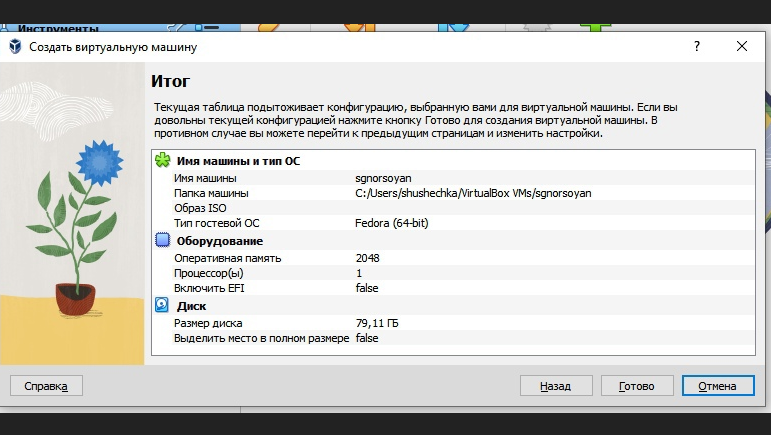 Инструменты
Создать виртуальную машину
?
Итог
Текущая таблица подытоживает конфигурацию, выбранную вами для виртуальной машины. Если вы
довольны текущей конфигурацией нажмите кнопку Готово для создания виртуальной машины. В
противном случае вы можете перейти к предыдущим страницам и изменить настройки.
Имя машины и тип ОС
Имя машины sgnorsoyan
Папка машины C:/Users/shushechka/VirtualBox VMs/sgnorsoyan
Образ ISO
Тип гостевой ОС Fedora (64-bit)
Оборудование
Оперативная память 2048
Процессор(ы) 1
Включить EFI false
Диск
Размер диска 79,11 ГБ
Выделить место в полном размере false
Справка Назад Готово Отмена